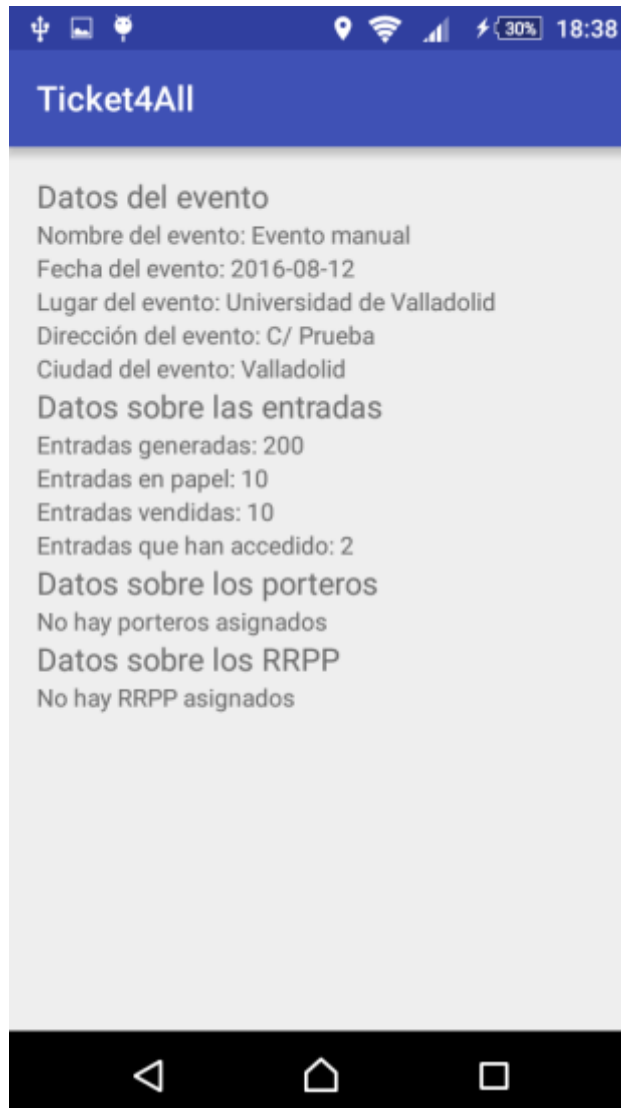 30% 18:38
Ticket4All
Datos del evento
Nombre del evento: Evento manual
Fecha del evento: 2016-08-12
Lugar del evento: Universidad de Valladolid
Dirección del evento: C/ Prueba
Ciudad del evento: Valladolid
Datos sobre las entradas
Entradas generadas: 200
Entradas en papel: 10
Entradas vendidas: 10
Entradas que han accedido: 2
Datos sobre los porteros
No hay porteros asignados
Datos sobre los RRPP
No hay RRPP asignados